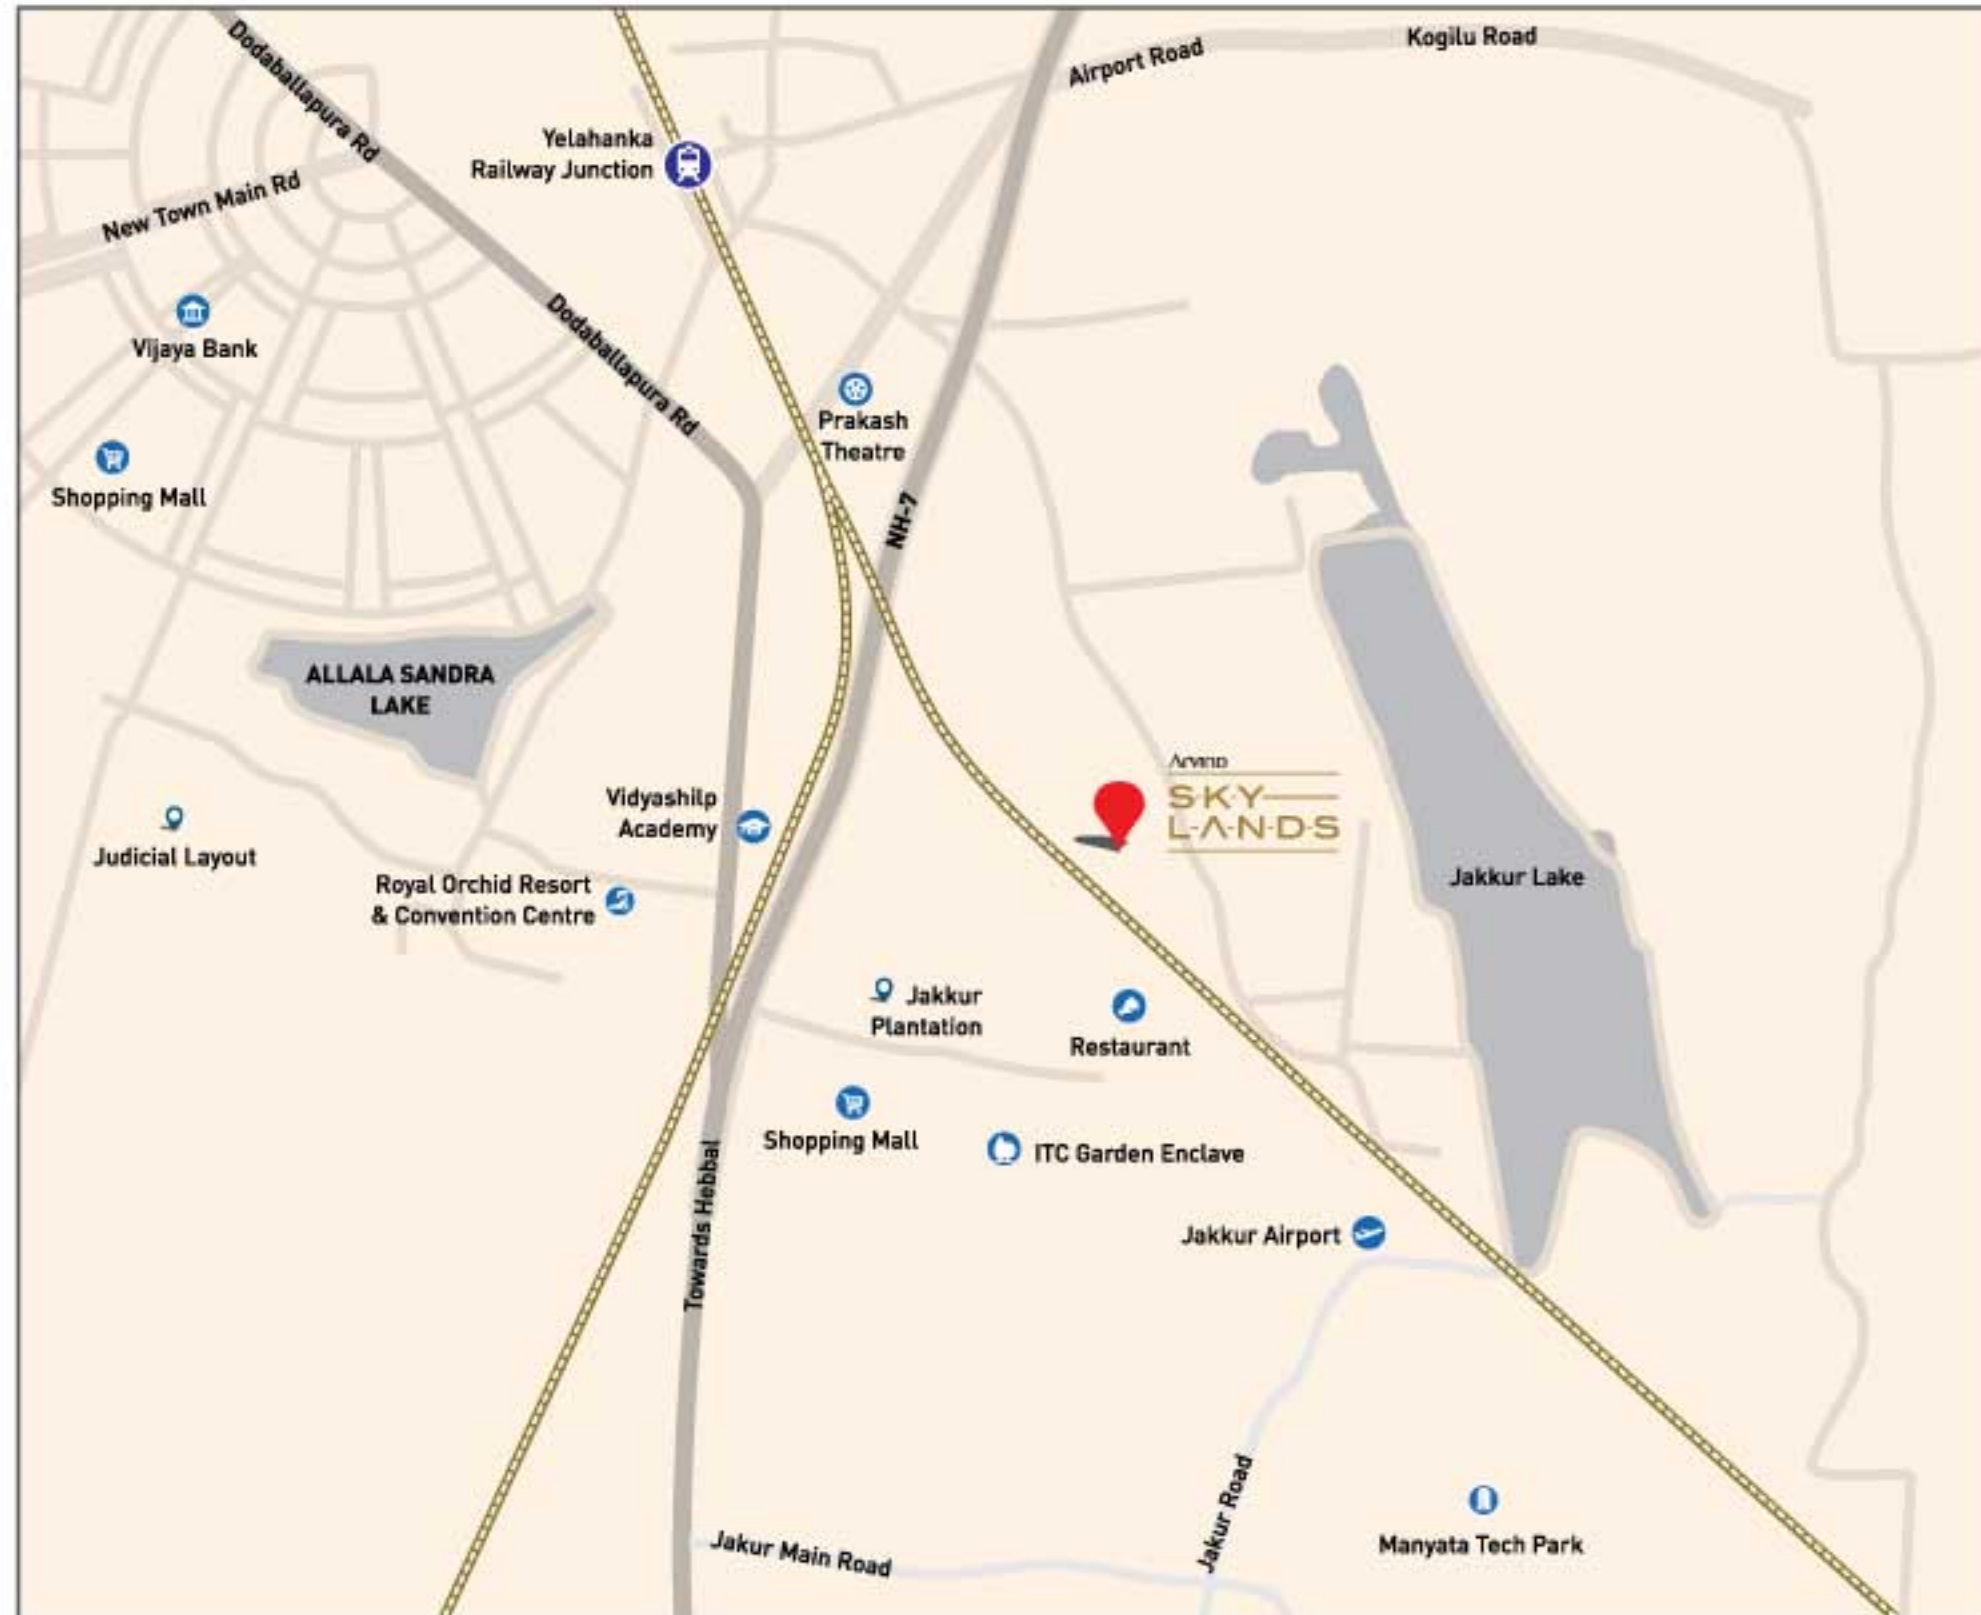 Kogilu Road
Airport Road
Dodaballapura Rd
Yelahanka
Railway Junction
New Town Main Rd
Vijaya Bank
Dodaballapura Rd
Prakash
Theatre
Shopping Mall
NH-7
ALLALA SANDRA
LAKE
Arvind
SKY
LANDS
Vidyashilp
Academy
Judicial Layout
Jakkur Lake
Royal Orchid Resort
& Convention Centre
Jakkur
Plantation
Restaurant
Shopping Mall
ITC Garden Enclave
Towards Hebbal
Jakkur Airport
Jakur Road
Manyata Tech Park
Jakur Main Road